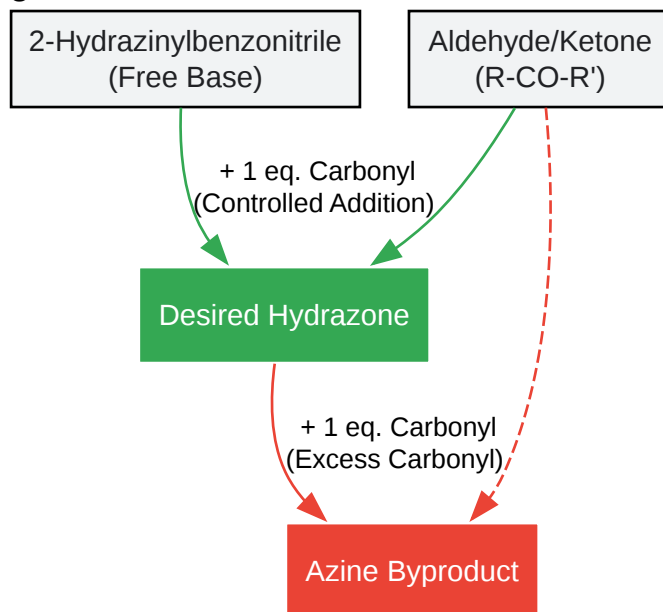 2-Hydrazinylbenzonitrile
(Free Base)
Aldehyde/Ketone
(R-CO-R')
+ 1 eq. Carbonyl
(Controlled Addition)
Desired Hydrazone
+ 1 eq. Carbonyl
(Excess Carbonyl)
Azine Byproduct